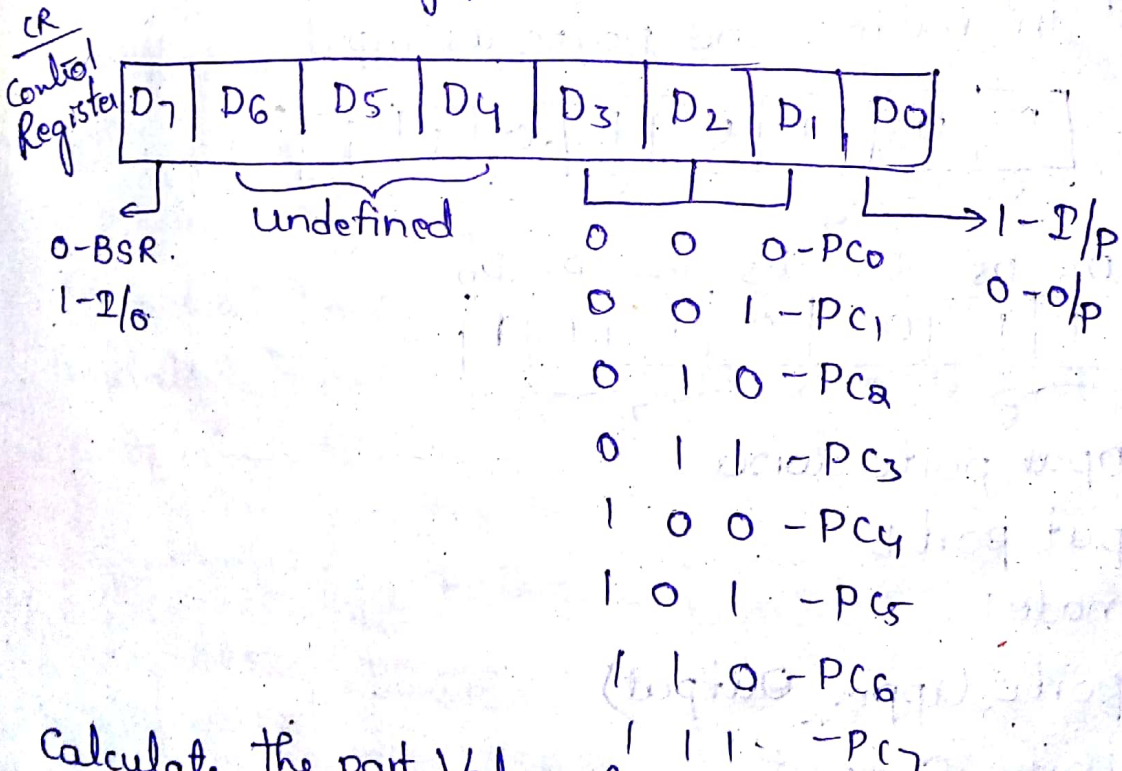 CR
Control
Register
D7 D6 D5 D4 D3 D2 D1 D0
undefined
0-BSR.
1-I/O
1-I/P
0-O/P
0 0 0-PC0
0 0 1-PC1
0 1 0-PC2
0 1 1-PC3
1 0 0-PC4
1 0 1-PC5
1 1 0-PC6
1 1 1-PC7
Calculate the port